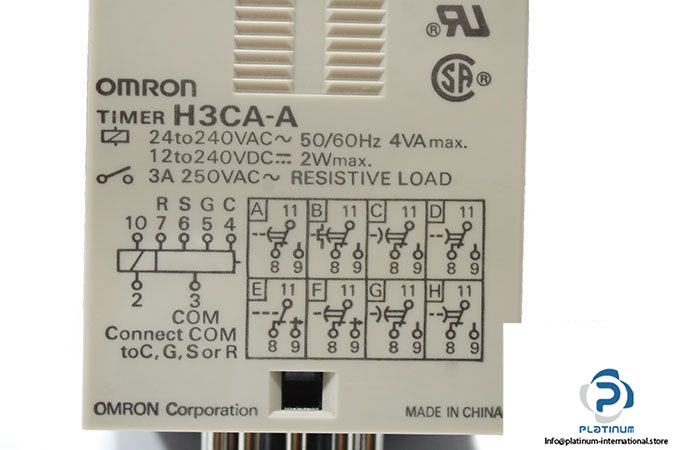 OMRON
TIMER H3CA-A
24to240VAC~ 50/60Hz 4VA max.
12to240VDC⎓ 2W max.
3A 250VAC~ RESISTIVE LOAD
R S G C
10 7 6 5 4
2 3
COM
Connect COM
to C, G, S or R
A 11 B 11 C 11 D 11
8 9 8 9 8 9 8 9
E 11 F 11 G 11 H 11
8 9 8 9 8 9 8 9
OMRON Corporation
MADE IN CHINA
RU ®
SA ®
PLATINUM
info@platinum-international.store